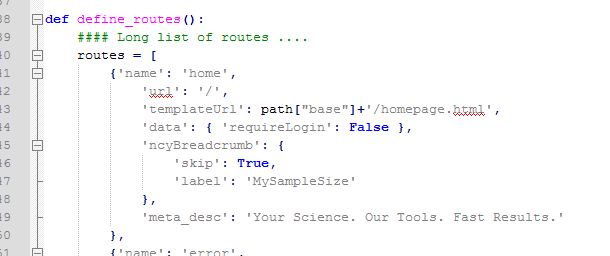 37
38 def define_routes():
39     #### Long list of routes ....
40     routes = [
41         {'name': 'home',
42             'url': '/',
43             'templateUrl': path["base"]+'/homepage.html',
44             'data': { 'requireLogin': False },
45             'ncyBreadcrumb': {
46                 'skip': True,
47                 'label': 'MySampleSize'
48             },
49             'meta_desc': 'Your Science. Our Tools. Fast Results.'
50         },
51         {'name': 'error',